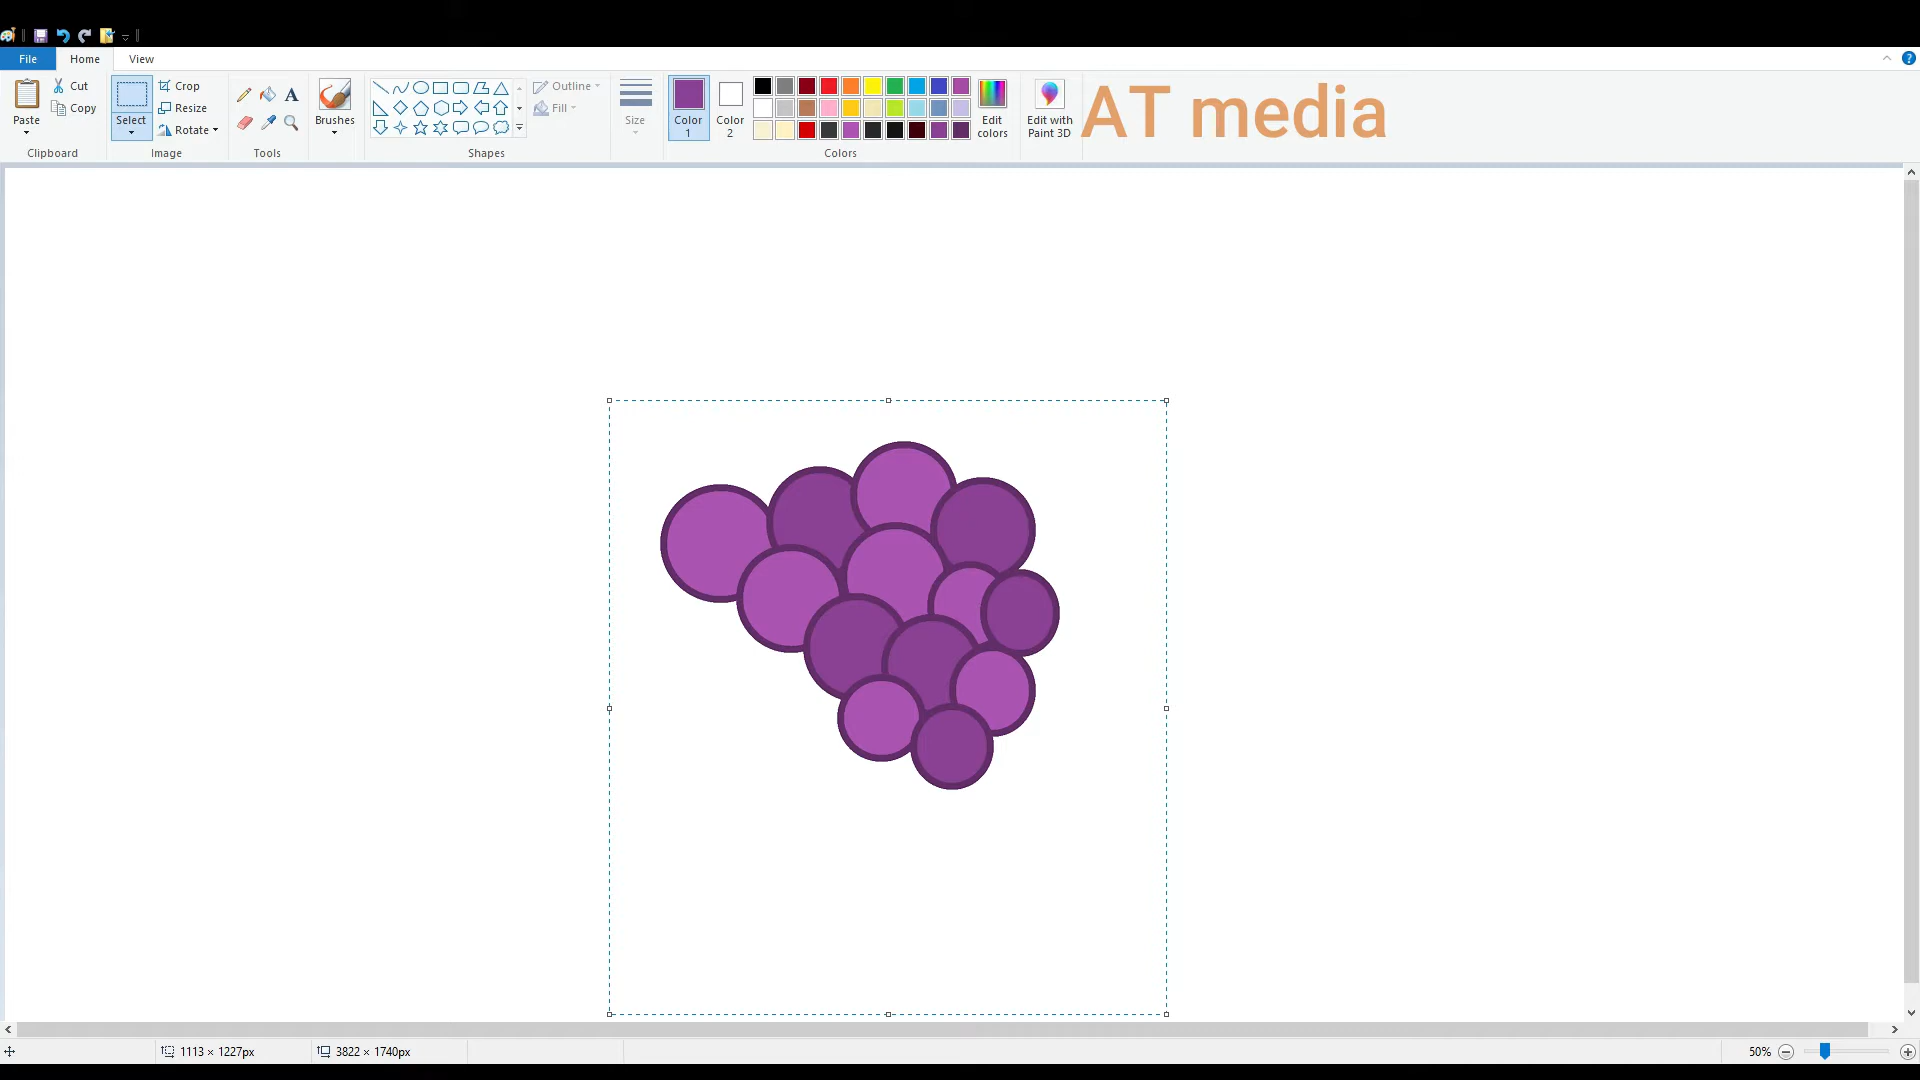 File Home View
Paste
Cut
Copy
Clipboard
Select
Crop
Resize
Rotate
Image
A
Tools
Brushes
Shapes
Outline
Fill
Size
Color
1
Color
2
Edit
colors
Colors
Edit with
Paint 3D
AT media
1113 × 1227px 3822 × 1740px 50%